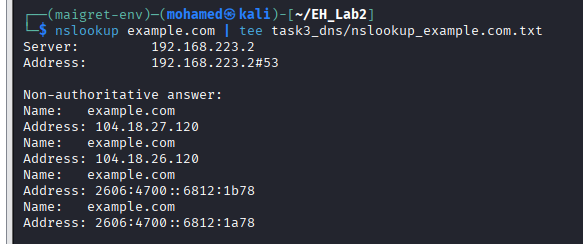 (maigret-env)–(mohamed㉿kali)-[~/EH_Lab2]
$ nslookup example.com | tee task3_dns/nslookup_example.com.txt
Server:         192.168.223.2
Address:        192.168.223.2#53

Non-authoritative answer:
Name:   example.com
Address: 104.18.27.120
Name:   example.com
Address: 104.18.26.120
Name:   example.com
Address: 2606:4700::6812:1b78
Name:   example.com
Address: 2606:4700::6812:1a78